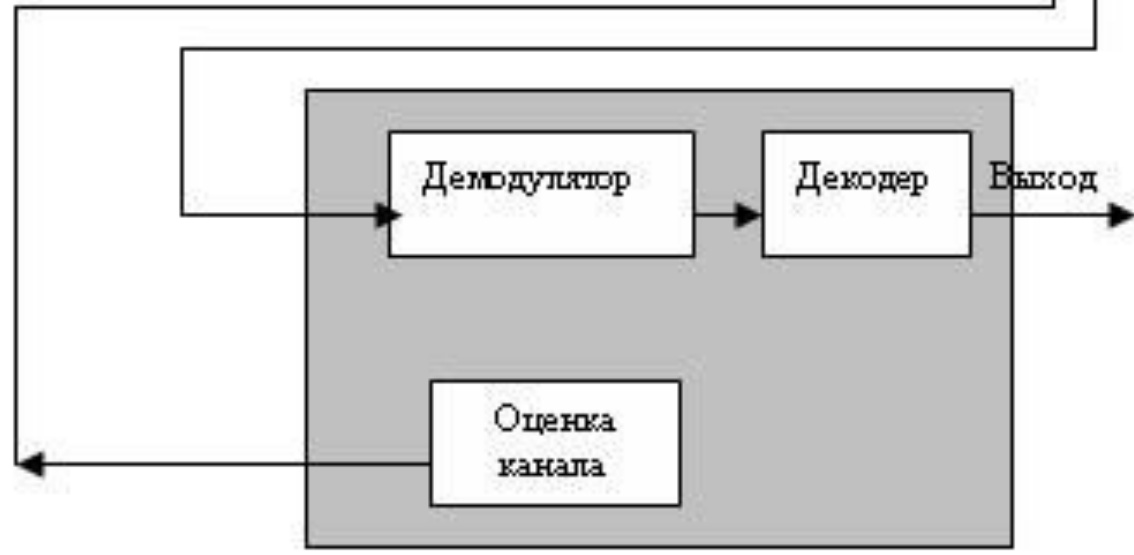 Демодулятор
Декодер
Выход
Оценка
канала